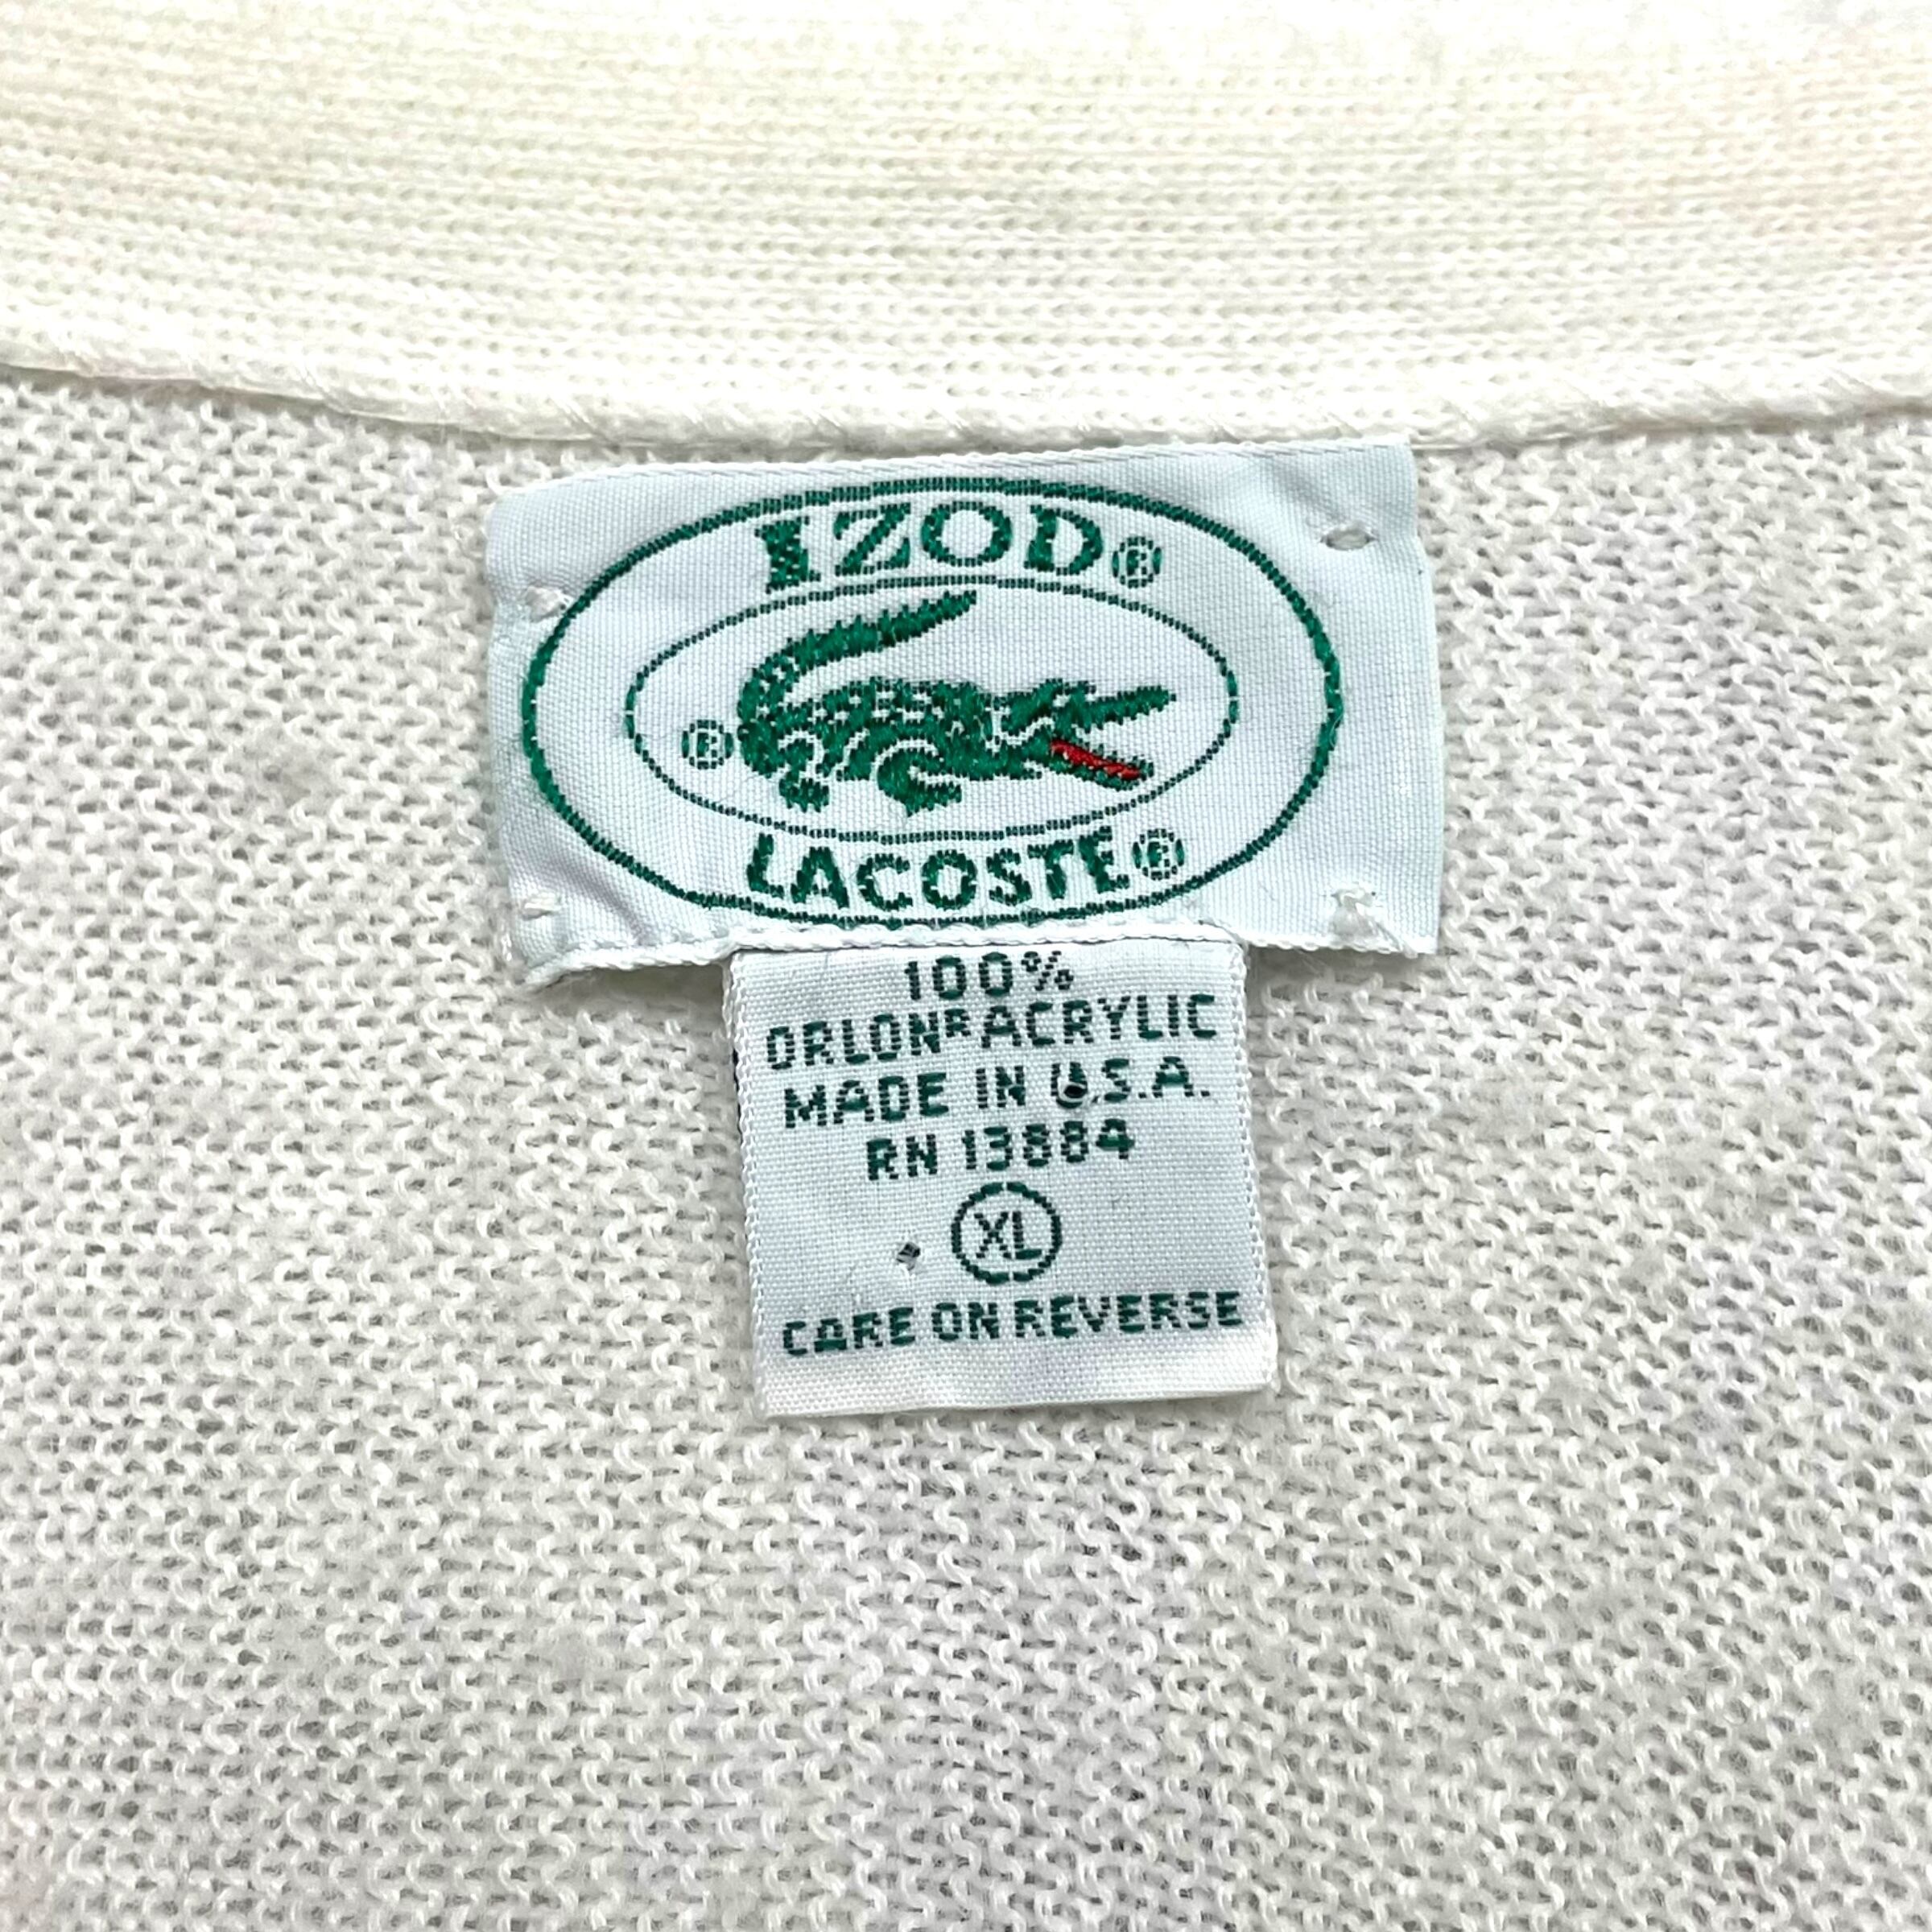 IZOD®
®
LACOSTE®
100%
ORLON® ACRYLIC
MADE IN U.S.A.
RN 13884
XL
CARE ON REVERSE